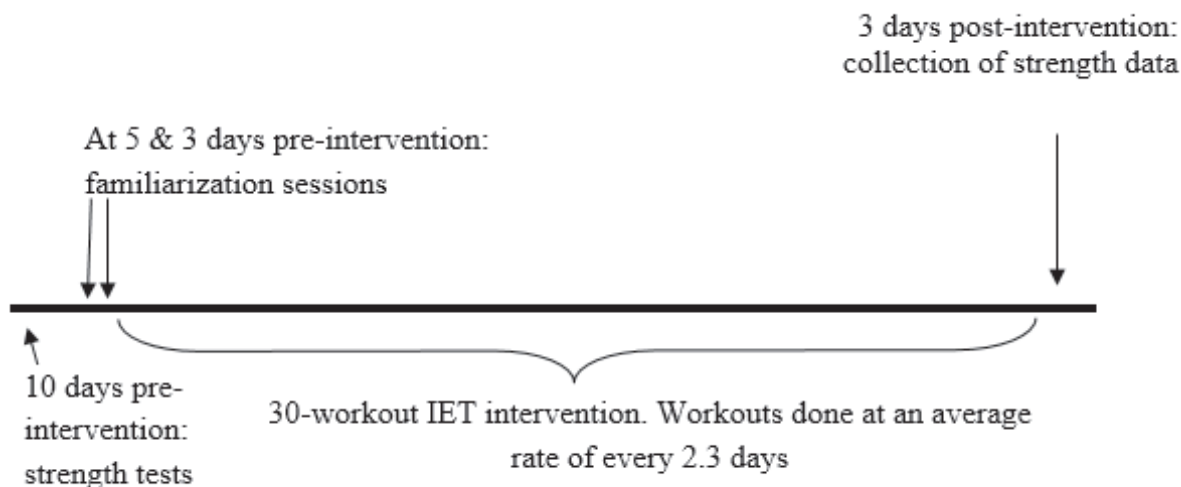 3 days post-intervention:
collection of strength data
At 5 & 3 days pre-intervention:
familiarization sessions
10 days pre-
intervention:
strength tests
30-workout IET intervention. Workouts done at an average
rate of every 2.3 days